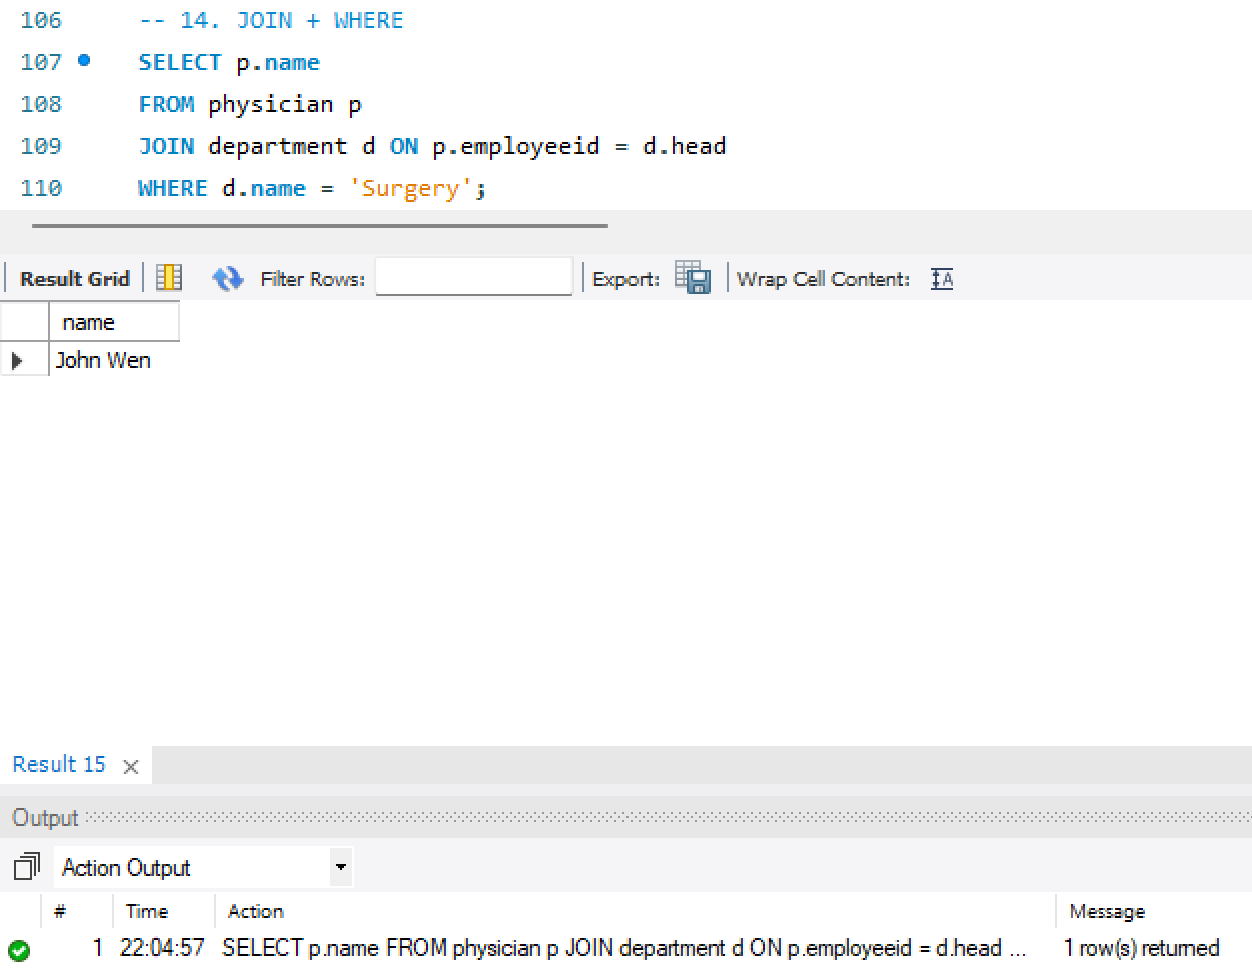 106 -- 14. JOIN + WHERE
107 SELECT p.name
108 FROM physician p
109 JOIN department d ON p.employeeid = d.head
110 WHERE d.name = 'Surgery';
Result Grid Filter Rows: Export: Wrap Cell Content: IA
name
John Wen
Result 15 ×
Output
Action Output
# Time Action Message
1 22:04:57 SELECT p.name FROM physician p JOIN department d ON p.employeeid = d.head ... 1 row(s) returned